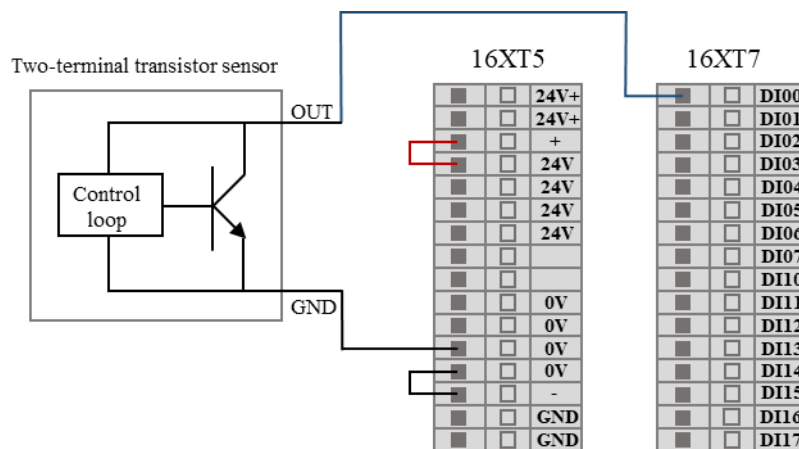 Two-terminal transistor sensor
OUT
Control
loop
GND
16XT5
24V+
24V+
+
24V
24V
24V
24V
0V
0V
0V
0V
-
GND
GND
16XT7
DI00
DI01
DI02
DI03
DI04
DI05
DI06
DI07
DI10
DI11
DI12
DI13
DI14
DI15
DI16
DI17